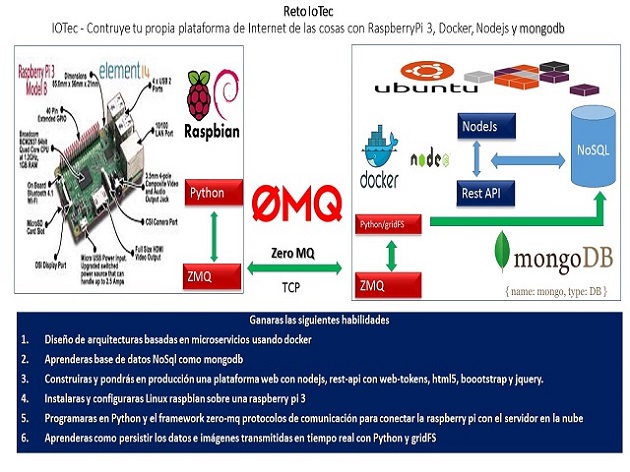 Reto IoTec
IOTec - Contruye tu propia plataforma de Internet de las cosas con RaspberryPi 3, Docker, Nodejs y mongodb
Raspberry Pi 3
Model B
Dimensions
85.6mm x 56mm x 21mm
element14
4 x USB 2
Ports
40 Pin
Extended GPIO
10/100
LAN Port
Broadcom
BCM2837 64bit
Quad Core CPU
at 1.2GHz,
1GB RAM
3.5mm 4-pole
Composite Video
and Audio
Output Jack
On Board
Bluetooth 4.1
Wi-Fi
MicroSD
Card Slot
CSI Camera Port
DSI Display Port
Full Size HDMI
Video Output
Micro USB Power Input.
Upgraded switched
power source that can
handle up to 2.5 Amps
Raspbian
Python
ZMQ
ØMQ
Zero MQ
TCP
ubuntu
docker
node
NodeJs
Rest API
NoSQL
Python/gridFS
ZMQ
mongoDB
{ name: mongo, type: DB }
Ganaras las siguientes habilidades
1. Diseño de arquitecturas basadas en microservicios usando docker
2. Aprenderas base de datos NoSql como mongodb
3. Construiras y pondrás en producción una plataforma web con nodejs, rest-api con web-tokens, html5, boostrap y jquery.
4. Instalaras y configuraras Linux raspbian sobre una raspberry pi 3
5. Programaras en Python y el framework zero-mq protocolos de comunicación para conectar la raspberry pi con el servidor en la nube
6. Aprenderas como persistir los datos e imágenes transmitidas en tiempo real con Python y gridFS